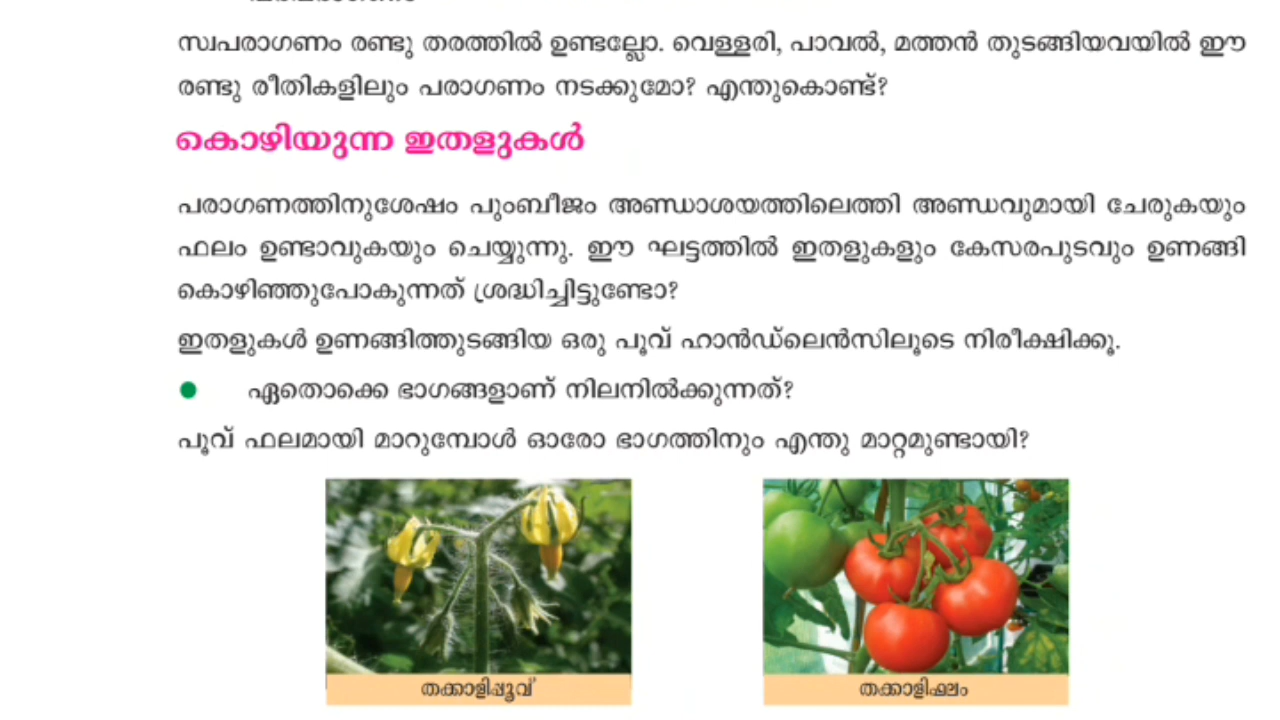 സ്വപരാഗണം രണ്ടു തരത്തിൽ ഉണ്ടല്ലോ. വെള്ളരി, പാവൽ, മത്തൻ തുടങ്ങിയവയിൽ ഈ
രണ്ടു രീതികളിലും പരാഗണം നടക്കുമോ? എന്തുകൊണ്ട്?
കൊഴിയുന്ന ഇതളുകൾ
പരാഗണത്തിനുശേഷം പുംബീജം അണ്ഡാശയത്തിലെത്തി അണ്ഡവുമായി ചേരുകയും
ഫലം ഉണ്ടാവുകയും ചെയ്യുന്നു. ഈ ഘട്ടത്തിൽ ഇതളുകളും കേസരപുടവും ഉണങ്ങി
കൊഴിഞ്ഞുപോകുന്നത് ശ്രദ്ധിച്ചിട്ടുണ്ടോ?
ഇതളുകൾ ഉണങ്ങിത്തുടങ്ങിയ ഒരു പൂവ് ഹാൻഡ്‌ലെൻസിലൂടെ നിരീക്ഷിക്കൂ.
ഏതൊക്കെ ഭാഗങ്ങളാണ് നിലനിൽക്കുന്നത്?
പൂവ് ഫലമായി മാറുമ്പോൾ ഓരോ ഭാഗത്തിനും എന്തു മാറ്റമുണ്ടായി?
തക്കാളിപ്പൂവ്
തക്കാളിഫലം